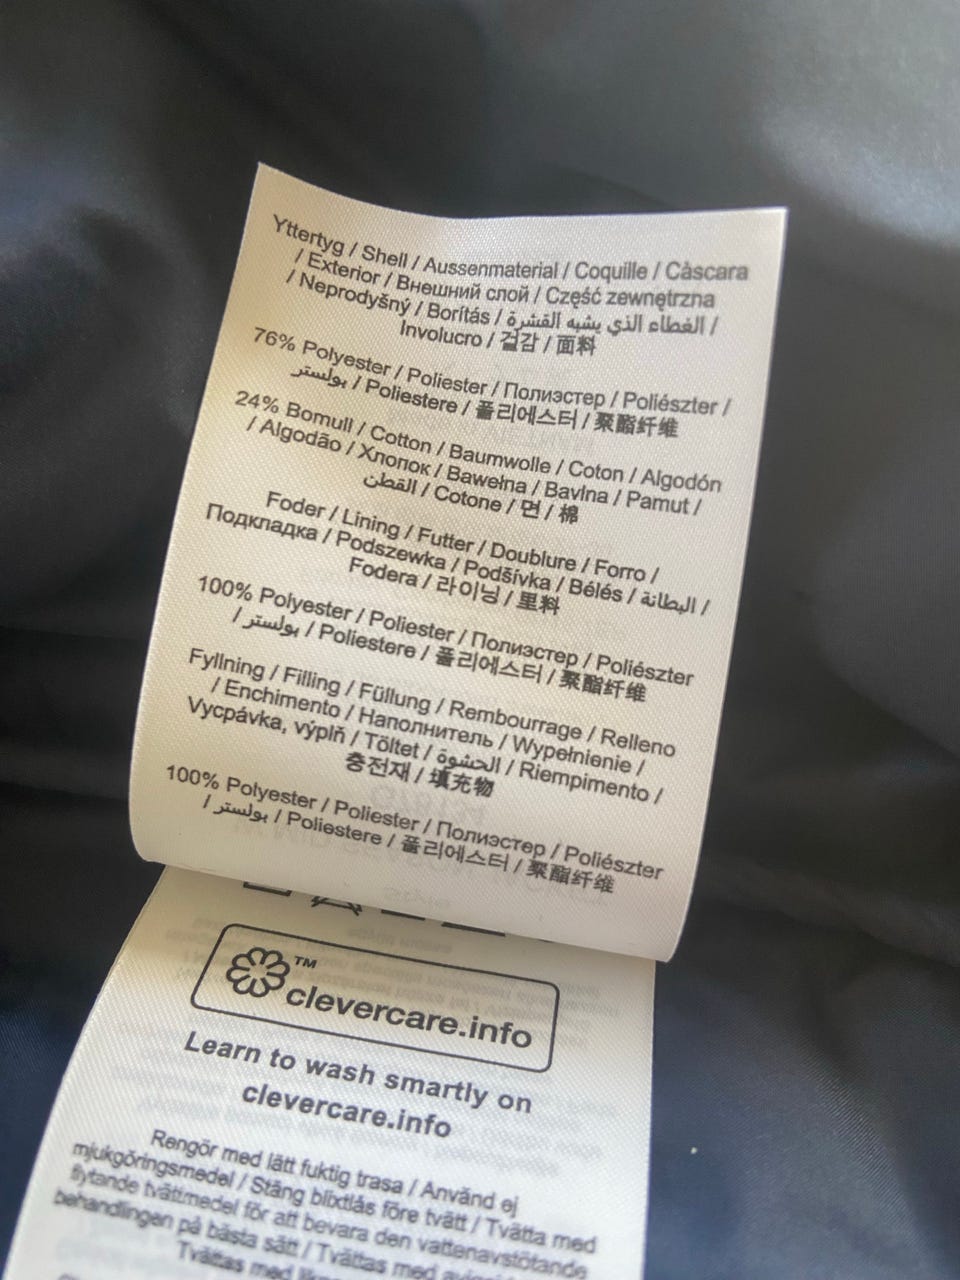 Yttertyg / Shell / Aussenmaterial / Coquille / Càscara
/ Exterior / Внешний слой / Część zewnętrzna
/ Neprodyšný / Borítás / الغطاء الذي يشبه القشرة /
Involucro / 겉감 / 面料
76% Polyester / Poliester / Полиэстер / Poliészter /
بولستر / Poliestere / 폴리에스터 / 聚酯纤维
24% Bomull / Cotton / Baumwolle / Coton / Algodón
/ Algodão / Хлопок / Bawełna / Bavlna / Pamut /
القطن / Cotone / 면 / 棉
Foder / Lining / Futter / Doublure / Forro /
Подкладка / Podszewka / Podšívka / Bélés / البطانة /
Fodera / 라이닝 / 里料
100% Polyester / Poliester / Полиэстер / Poliészter
/ بولستر / Poliestere / 폴리에스터 / 聚酯纤维
Fyllning / Filling / Füllung / Rembourrage / Relleno
/ Enchimento / Наполнитель / Wypełnienie /
Vycpávka, výplň / Töltet / الحشوة / Riempimento /
충전재 / 填充物
100% Polyester / Poliester / Полиэстер / Poliészter
/ بولستر / Poliestere / 폴리에스터 / 聚酯纤维
™
clevercare.info
Learn to wash smartly on
clevercare.info
Rengör med lätt fuktig trasa / Använd ej
mjukgöringsmedel / Stäng blixtlås före tvätt / Tvätta med
flytande tvättmedel för att bevara den vattenavstötande
behandlingen på bästa sätt / Tvättas med
Tvättas med